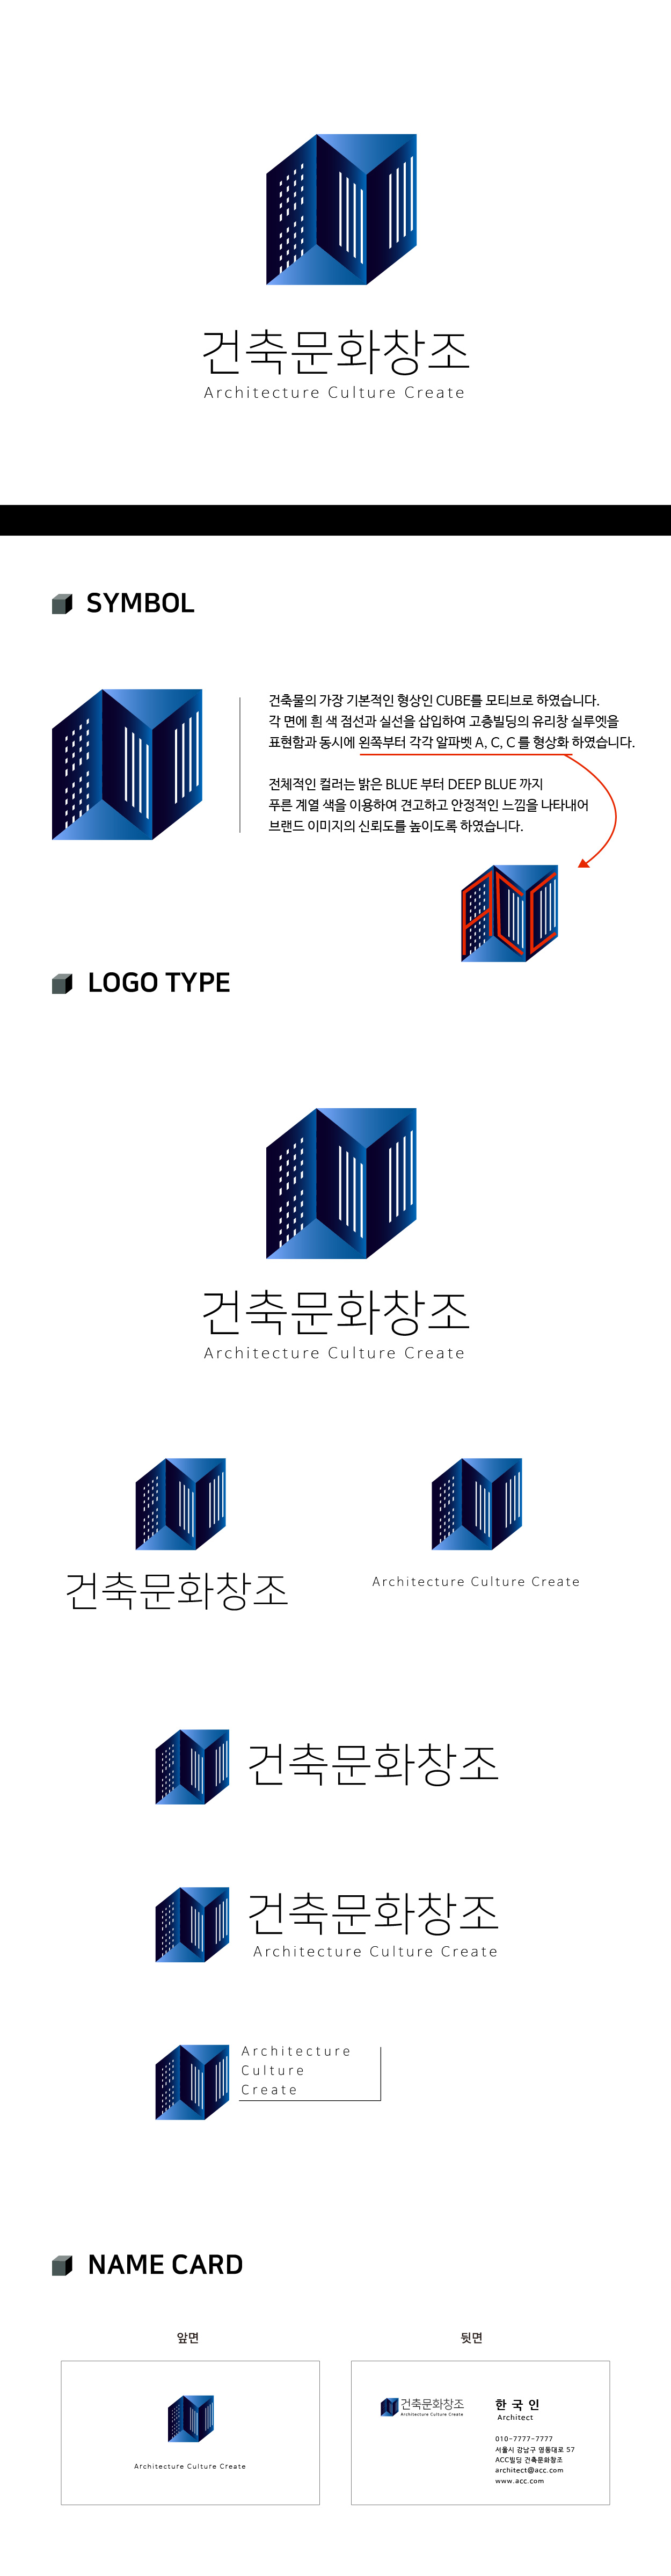 건축문화창조
Architecture Culture Create
SYMBOL
건축물의 가장 기본적인 형상인 CUBE를 모티브로 하였습니다.
각 면에 흰 색 점선과 실선을 삽입하여 고층빌딩의 유리창 실루엣을
표현함과 동시에 왼쪽부터 각각 알파벳 A, C, C 를 형상화 하였습니다.
전체적인 컬러는 밝은 BLUE 부터 DEEP BLUE 까지
푸른 계열 색을 이용하여 견고하고 안정적인 느낌을 나타내어
브랜드 이미지의 신뢰도를 높이도록 하였습니다.
ACC
LOGO TYPE
건축문화창조
Architecture Culture Create
건축문화창조
Architecture Culture Create
건축문화창조
건축문화창조
Architecture Culture Create
Architecture
Culture
Create
NAME CARD
앞면
뒷면
Architecture Culture Create
건축문화창조
Architecture Culture Create
한 국 인
Architect
010-7777-7777
서울시 강남구 영동대로 57
ACC빌딩 건축문화창조
architect@acc.com
www.acc.com